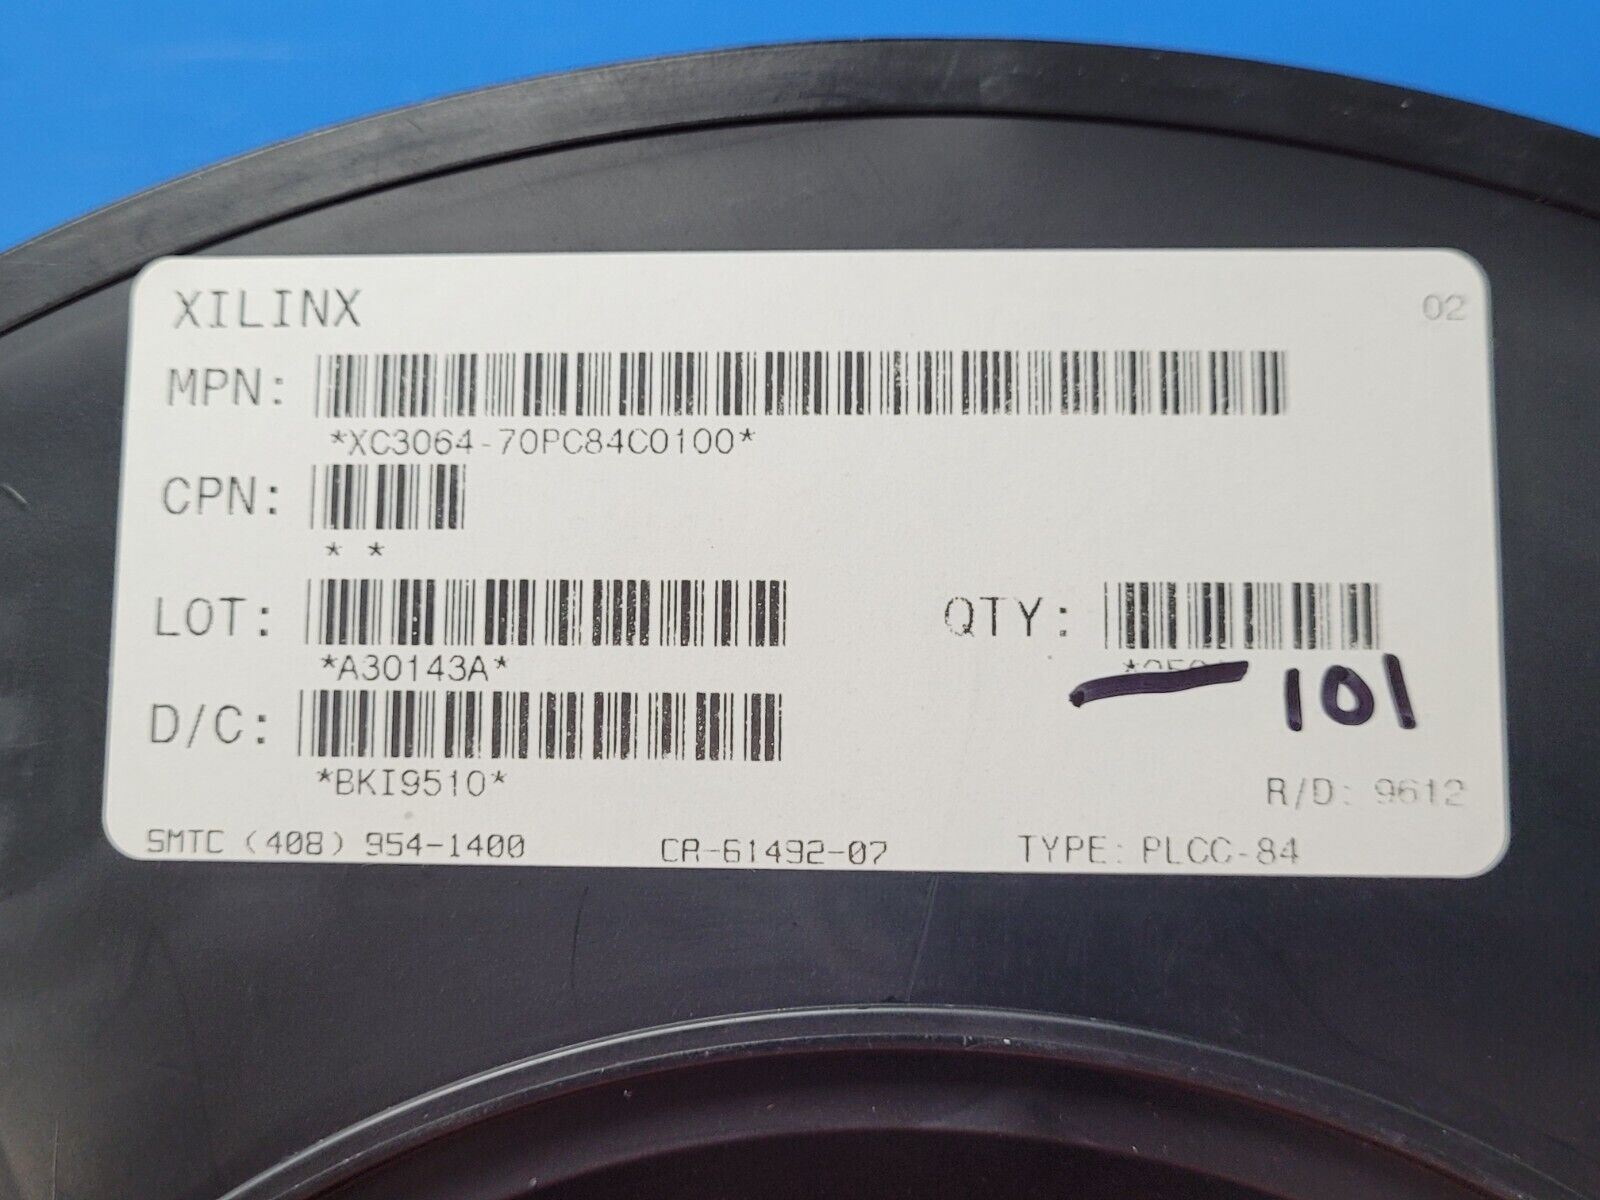 XILINX 02
MPN:
*XC3064-70PC84C0100*
CPN:
* *
LOT: QTY:
*A30143A*
101
D/C:
*BKI9510*
R/D: 9612
SMTC (408) 954-1400 CR-61492-07 TYPE: PLCC-84